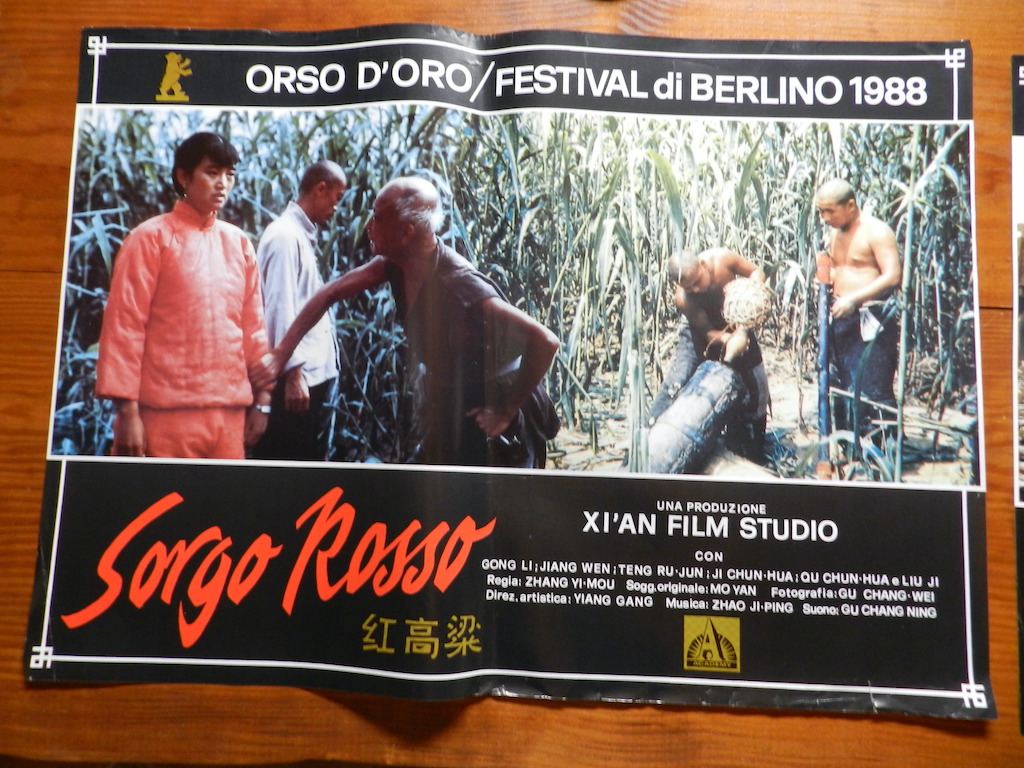 ORSO D'ORO/FESTIVAL di BERLINO 1988
Sorgo Rosso
红高粱
UNA PRODUZIONE
XI'AN FILM STUDIO
CON
GONG LI; JIANG WEN; TENG RU-JUN; JI CHUN-HUA; QU CHUN-HUA e LIU JI
Regia: ZHANG YI-MOU Sogg.originale: MO YAN Fotografia: GU CHANG-WEI
Direz. artistica: YIANG GANG Musica: ZHAO JI-PING Suono: GU CHANG NING
A
ACADEMY